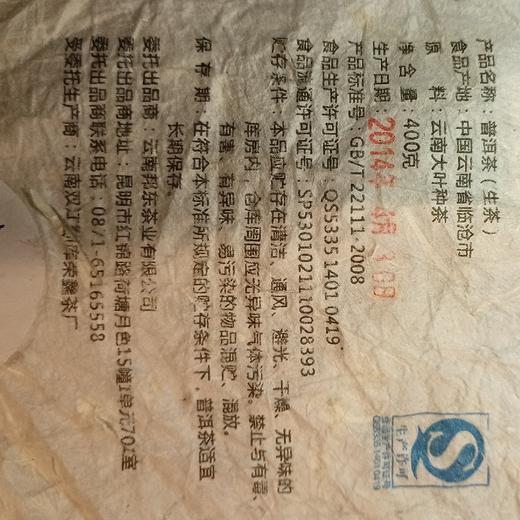 产品名称：普洱茶（生茶）
食品产地：中国云南省临沧市
原　料：云南大叶种茶
净含量：400克
生产日期：2014年4月30日
产品标准号：GB/T 22111-2008
食品生产许可证号：QS5335 1401 0419
食品流通许可证号：SP5301021110028393
贮存条件：本品应贮存在清洁、通风、避光、干燥、无异味的
库房内，仓库周围应无异味气体污染。禁止与有毒、
有害、有异味、易污染的物品混贮、混放。
保 存 期：在符合本标准所规定的贮存条件下，普洱茶适宜
长期保存。
委托出品商：云南邦东茶业有限公司
委托出品商地址：昆明市红锦路荷塘月色15幢1单元702室
委托出品商联系电话：0871-65165558
受委托生产商：云南双江 库荣鑫茶厂
生产许可
QS5335 1401 0419